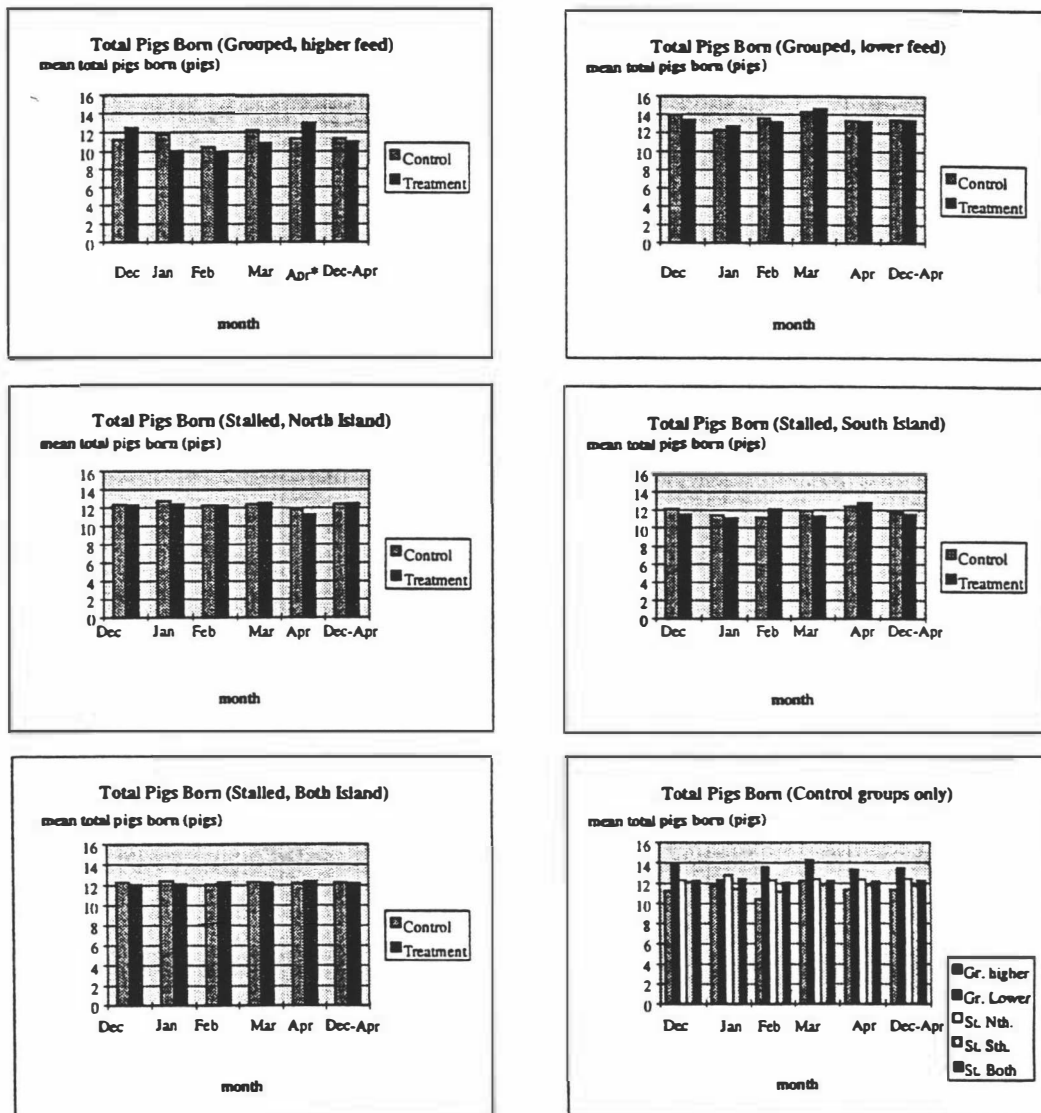 Total Pigs Born (Grouped, higher feed)
mean total pigs born (pigs)
16
14
12
10
8
6
4
2
0
Dec Jan Feb Mar Apr* Dec-Apr
month
Control
Treatment
Total Pigs Born (Grouped, lower feed)
mean total pigs born (pigs)
16
14
12
10
8
6
4
2
0
Dec Jan Feb Mar Apr Dec-Apr
month
Control
Treatment
Total Pigs Born (Stalled, North Island)
mean total pigs born (pigs)
16
14
12
10
8
6
4
2
0
Dec Jan Feb Mar Apr Dec-Apr
month
Control
Treatment
Total Pigs Born (Stalled, South Island)
mean total pigs born (pigs)
16
14
12
10
8
6
4
2
0
Dec Jan Feb Mar Apr Dec-Apr
month
Control
Treatment
Total Pigs Born (Stalled, Both Island)
mean total pigs born (pigs)
16
14
12
10
8
6
4
2
0
Dec Jan Feb Mar Apr Dec-Apr
month
Control
Treatment
Total Pigs Born (Control groups only)
mean total pigs born (pigs)
16
14
12
10
8
6
4
2
0
Dec Jan Feb Mar Apr Dec-Apr
month
Gr. higher
Gr. Lower
St. Nth.
St. Sth.
St. Both